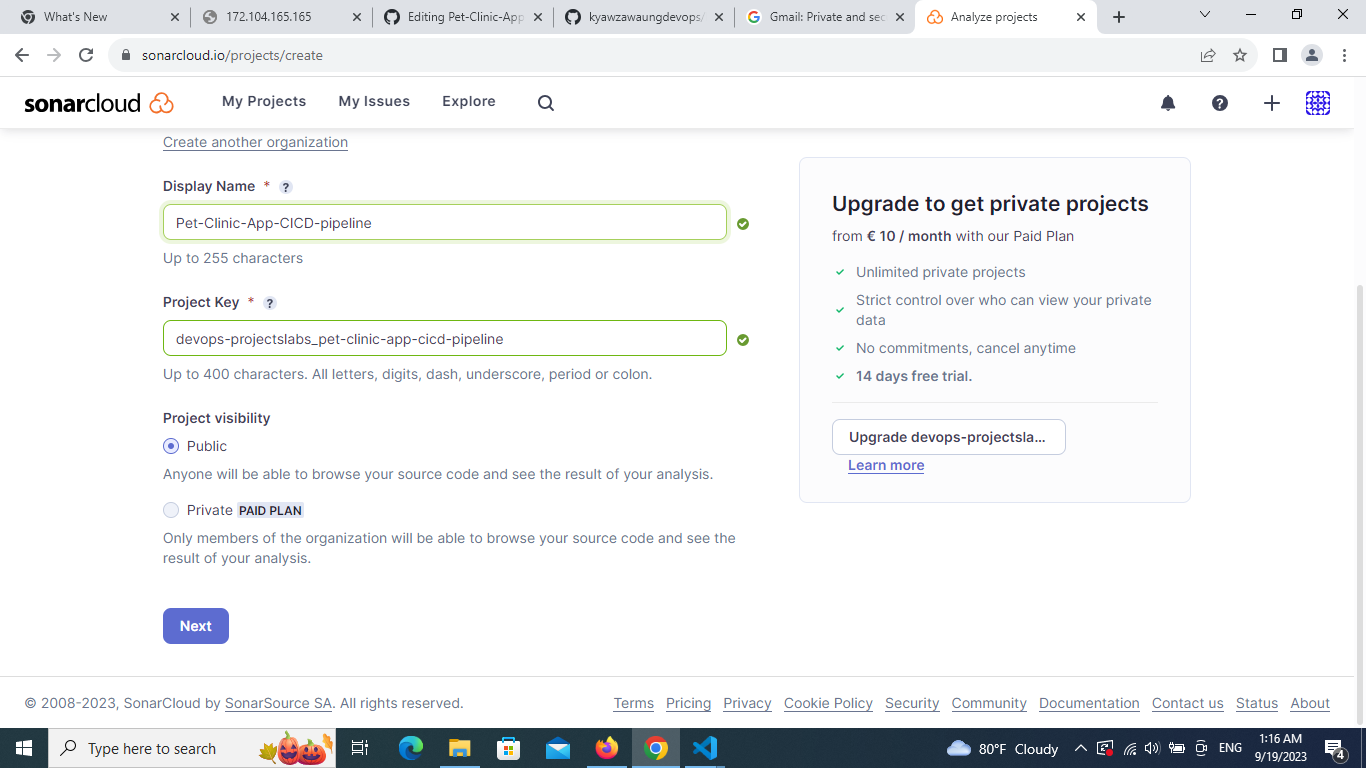 What's New
172.104.165.165
Editing Pet-Clinic-App
kyawzawaungdevops/
Gmail: Private and sec
Analyze projects
sonarcloud.io/projects/create
sonarcloud
My Projects
My Issues
Explore
Create another organization
Display Name * ?
Pet-Clinic-App-CICD-pipeline
Up to 255 characters
Project Key * ?
devops-projectslabs_pet-clinic-app-cicd-pipeline
Up to 400 characters. All letters, digits, dash, underscore, period or colon.
Project visibility
Public
Anyone will be able to browse your source code and see the result of your analysis.
Private PAID PLAN
Only members of the organization will be able to browse your source code and see the
result of your analysis.
Next
Upgrade to get private projects
from € 10 / month with our Paid Plan
Unlimited private projects
Strict control over who can view your private
data
No commitments, cancel anytime
14 days free trial.
Upgrade devops-projectsla...
Learn more
© 2008-2023, SonarCloud by SonarSource SA. All rights reserved.
Terms
Pricing
Privacy
Cookie Policy
Security
Community
Documentation
Contact us
Status
About
Type here to search
80°F Cloudy
ENG
1:16 AM
9/19/2023
4